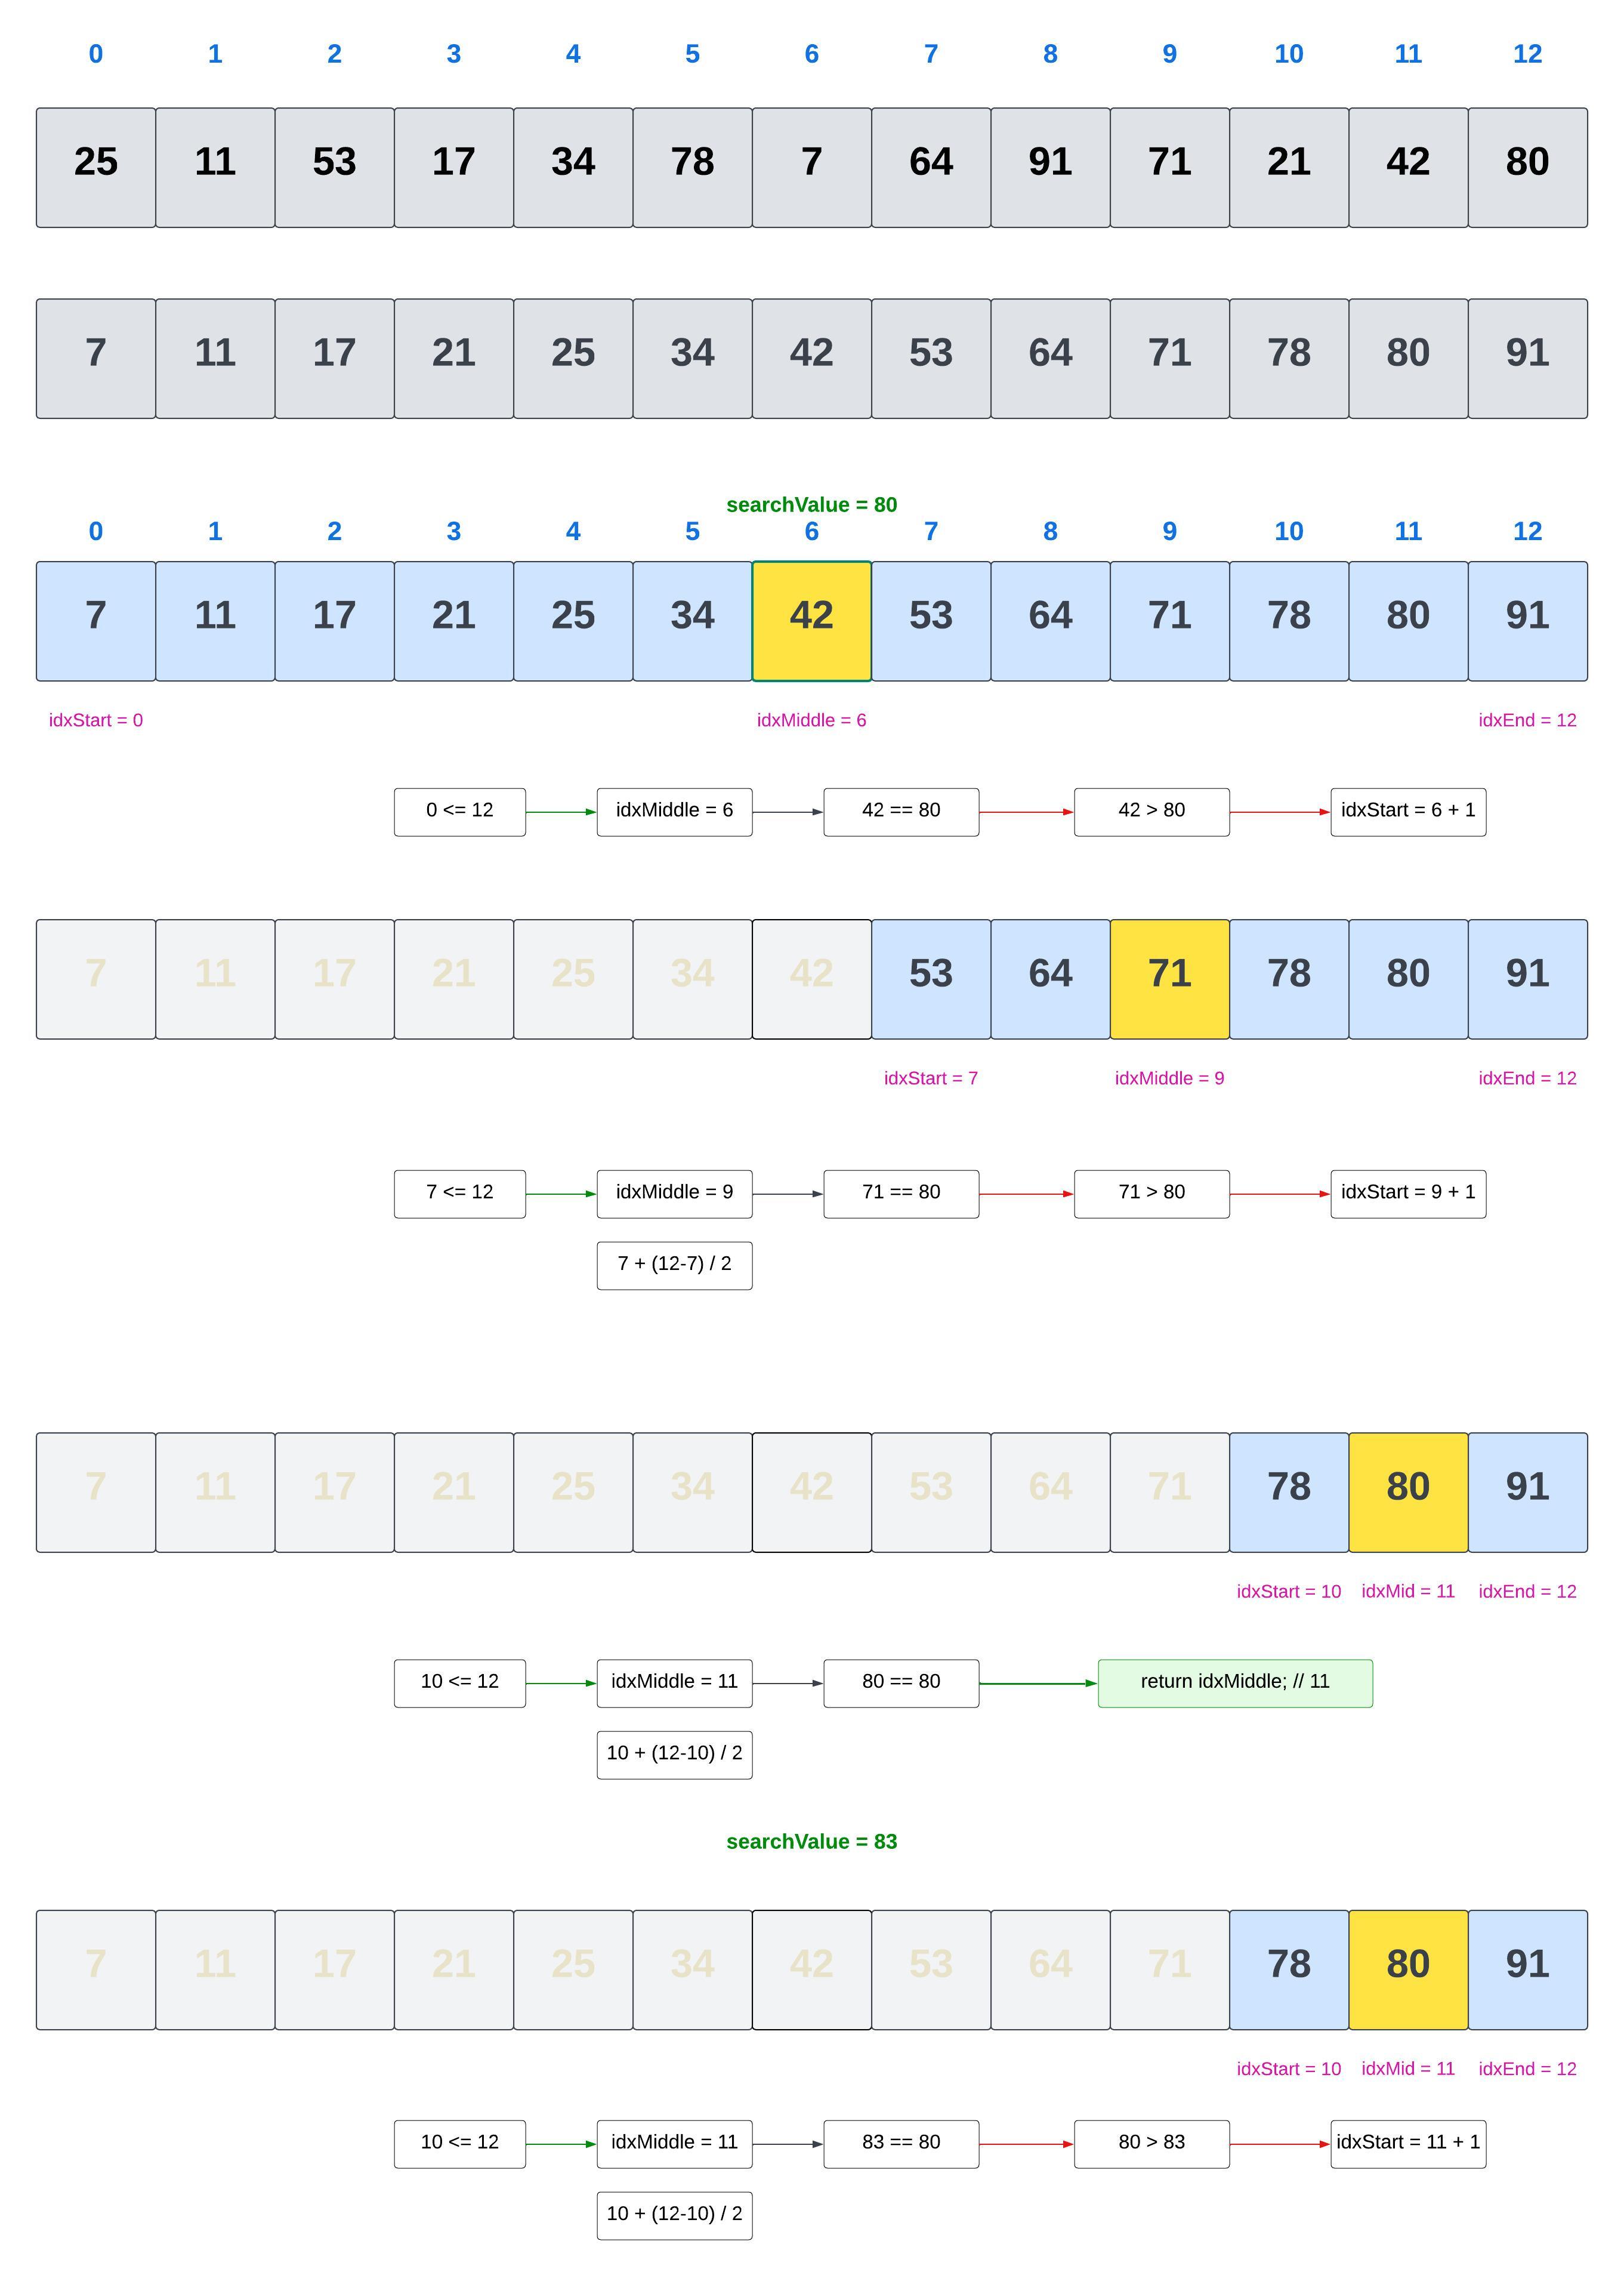 0 1 2 3 4 5 6 7 8 9 10 11 12
25 11 53 17 34 78 7 64 91 71 21 42 80
7 11 17 21 25 34 42 53 64 71 78 80 91
searchValue = 80
0 1 2 3 4 5 6 7 8 9 10 11 12
7 11 17 21 25 34 42 53 64 71 78 80 91
idxStart = 0 idxMiddle = 6 idxEnd = 12
0 <= 12 idxMiddle = 6 42 == 80 42 > 80 idxStart = 6 + 1
7 11 17 21 25 34 42 53 64 71 78 80 91
idxStart = 7 idxMiddle = 9 idxEnd = 12
7 <= 12 idxMiddle = 9 71 == 80 71 > 80 idxStart = 9 + 1
7 + (12-7) / 2
7 11 17 21 25 34 42 53 64 71 78 80 91
idxStart = 10 idxMid = 11 idxEnd = 12
10 <= 12 idxMiddle = 11 80 == 80 return idxMiddle; // 11
10 + (12-10) / 2
searchValue = 83
7 11 17 21 25 34 42 53 64 71 78 80 91
idxStart = 10 idxMid = 11 idxEnd = 12
10 <= 12 idxMiddle = 11 83 == 80 80 > 83 idxStart = 11 + 1
10 + (12-10) / 2